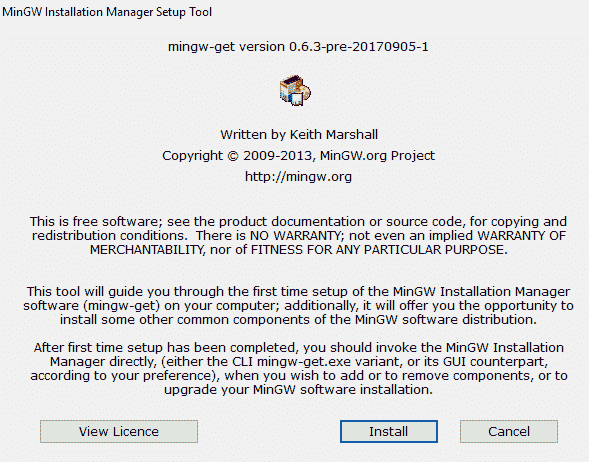 MinGW Installation Manager Setup Tool
mingw-get version 0.6.3-pre-20170905-1
Written by Keith Marshall
Copyright © 2009-2013, MinGW.org Project
http://mingw.org
This is free software; see the product documentation or source code, for copying and
redistribution conditions.  There is NO WARRANTY; not even an implied WARRANTY OF
MERCHANTABILITY, nor of FITNESS FOR ANY PARTICULAR PURPOSE.
This tool will guide you through the first time setup of the MinGW Installation Manager
software (mingw-get) on your computer; additionally, it will offer you the opportunity to
install some other common components of the MinGW software distribution.
After first time setup has been completed, you should invoke the MinGW Installation
Manager directly, (either the CLI mingw-get.exe variant, or its GUI counterpart,
according to your preference), when you wish to add or to remove components, or to
upgrade your MinGW software installation.
View Licence
Install
Cancel